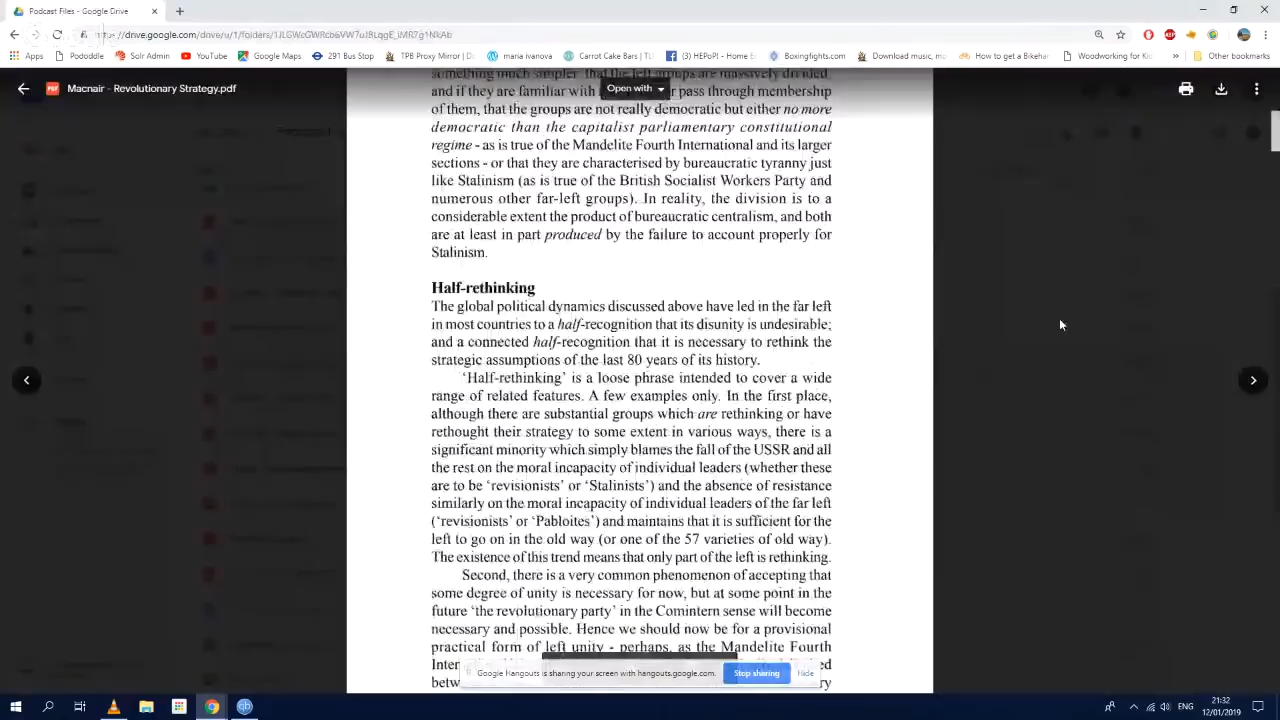 Podcast Files - Google Drive
https://drive.google.com/drive/u/1/folders/
Apps Pododdle Solr Admin YouTube Google Maps 291 Bus Stop TPB Proxy Mirror | Di maria ivanova Carrot Cake Bars | TL (3) HEPoP! - Home E Boxingfights.com Download music, m How to get a Bikehar Woodworking for Kid Other bookmarks
Macnair - Revolutionary Strategy.pdf
Open with
something much simpler: that the left groups are massively divided;
and if they are familiar with pass through membership
of them, that the groups are not really democratic but either no more
democratic than the capitalist parliamentary constitutional
regime - as is true of the Mandelite Fourth International and its larger
sections - or that they are characterised by bureaucratic tyranny just
like Stalinism (as is true of the British Socialist Workers Party and
numerous other far-left groups). In reality, the division is to a
considerable extent the product of bureaucratic centralism, and both
are at least in part produced by the failure to account properly for
Stalinism.
Half-rethinking
The global political dynamics discussed above have led in the far left
in most countries to a half-recognition that its disunity is undesirable;
and a connected half-recognition that it is necessary to rethink the
strategic assumptions of the last 80 years of its history.
‘Half-rethinking’ is a loose phrase intended to cover a wide
range of related features. A few examples only. In the first place,
although there are substantial groups which are rethinking or have
rethought their strategy to some extent in various ways, there is a
significant minority which simply blames the fall of the USSR and all
the rest on the moral incapacity of individual leaders (whether these
are to be ‘revisionists’ or ‘Stalinists’) and the absence of resistance
similarly on the moral incapacity of individual leaders of the far left
(‘revisionists’ or ‘Pabloites’) and maintains that it is sufficient for the
left to go on in the old way (or one of the 57 varieties of old way).
The existence of this trend means that only part of the left is rethinking.
Second, there is a very common phenomenon of accepting that
some degree of unity is necessary for now, but at some point in the
future ‘the revolutionary party’ in the Comintern sense will become
necessary and possible. Hence we should now be for a provisional
practical form of left unity - perhaps, as the Mandelite Fourth
Google Hangouts is sharing your screen with hangouts.google.com. Stop sharing Hide
ENG
21:32
12/01/2019